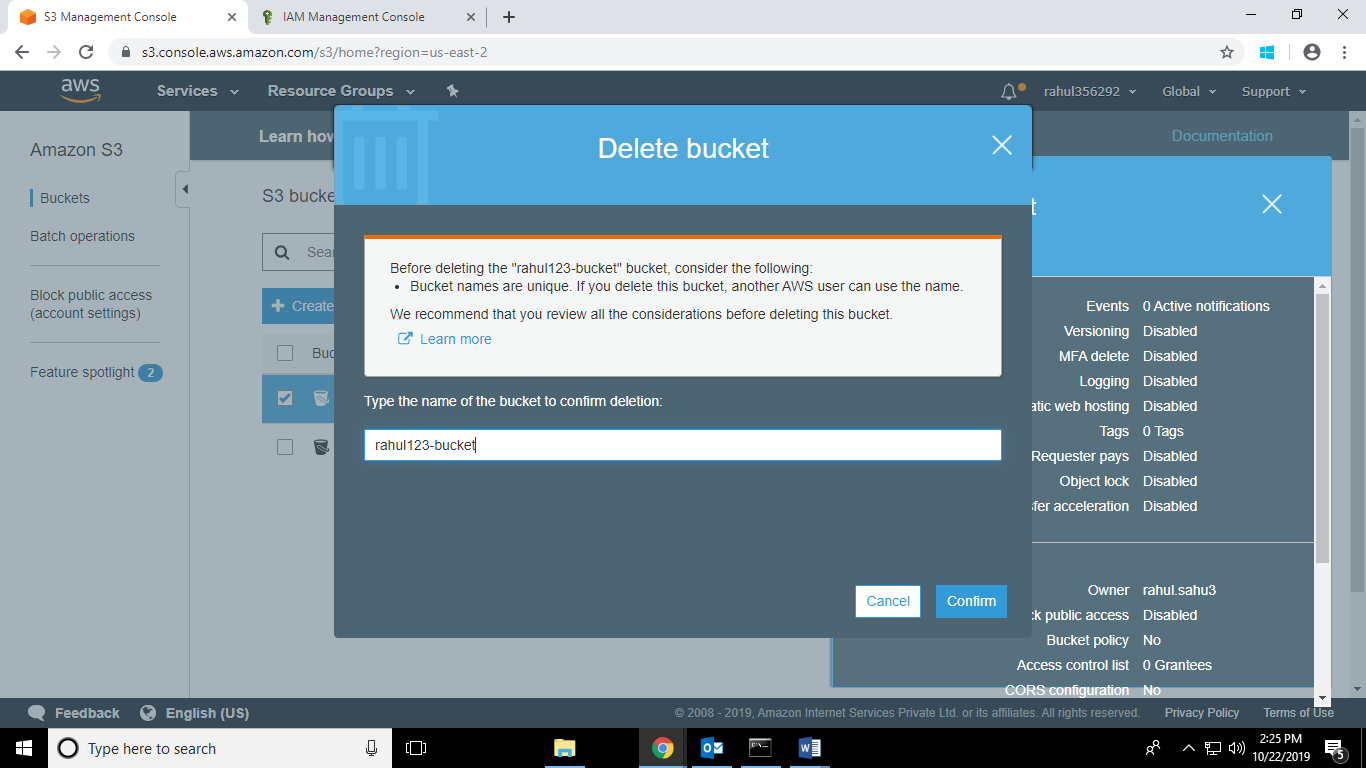 S3 Management Console
IAM Management Console
s3.console.aws.amazon.com/s3/home?region=us-east-2
aws
Services
Resource Groups
rahul356292
Global
Support
Learn how
Documentation
Amazon S3
Buckets
Batch operations
Block public access
(account settings)
Feature spotlight 2
S3 bucke
Sear
Create
Buc
Delete bucket
Before deleting the "rahul123-bucket" bucket, consider the following:
• Bucket names are unique. If you delete this bucket, another AWS user can use the name.
We recommend that you review all the considerations before deleting this bucket.
Learn more
Type the name of the bucket to confirm deletion:
rahul123-bucket
Cancel
Confirm
t
Events 0 Active notifications
Versioning Disabled
MFA delete Disabled
Logging Disabled
atic web hosting Disabled
Tags 0 Tags
Requester pays Disabled
Object lock Disabled
sfer acceleration Disabled
Owner rahul.sahu3
ck public access Disabled
Bucket policy No
Access control list 0 Grantees
CORS configuration No
Feedback
English (US)
© 2008 - 2019, Amazon Internet Services Private Ltd. or its affiliates. All rights reserved.
Privacy Policy
Terms of Use
Type here to search
2:25 PM
10/22/2019
5